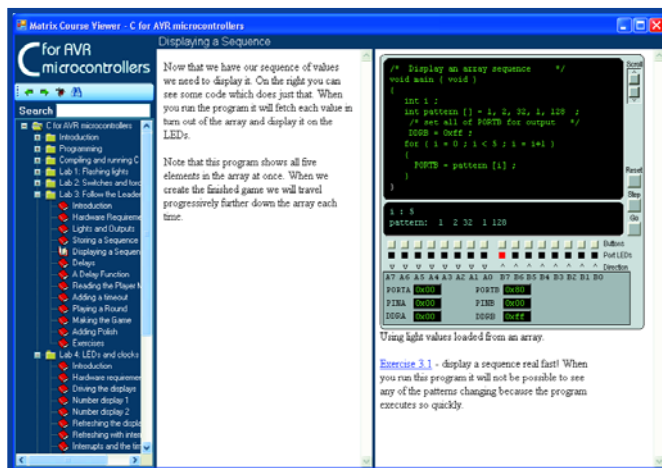 Matrix Course Viewer - C for AVR microcontrollers
C for AVR
microcontrollers
Search
C for AVR microcontrollers
Introduction
Programming
Compiling and running C
Lab 1: Flashing lights
Lab 2: Switches and torc
Lab 3: Follow the Leader
Introduction
Hardware Requireme
Lights and Outputs
Storing a Sequence
Displaying a Sequenc
Delays
A Delay Function
Reading the Player M
Adding a timeout
Playing a Round
Making the Game
Adding Polish
Exercises
Lab 4: LEDs and clocks
Introduction
Hardware requiremer
Driving the displays
Number display 1
Number display 2
Refreshing the displa
Refreshing with inter
Interrupts and the tim
Displaying a Sequence
Now that we have our sequence of values
we need to display it. On the right you can
see some code which does just that. When
you run the program it will fetch each value in
turn out of the array and display it on the
LEDs.
Note that this program shows all five
elements in the array at once. When we
create the finished game we will travel
progressively further down the array each
time.
/* Display an array sequence */
void main ( void )
{
int i ;
int pattern [] = 1, 2, 32, 1, 128 ;
/* set all of PORTB for output */
DDRB = 0xff ;
for ( i = 0 ; i < 5 ; i = i+1 )
{
PORTB = pattern [i] ;
}
}
Scroll
Reset
Step
Go
i : 5
pattern: 1 2 32 1 128
Buttons
Port LEDs
Direction
A7 A6 A5 A4 A3 A2 A1 A0 B7 B6 B5 B4 B3 B2 B1 B0
PORTA 0x00 PORTB 0x80
PINA 0x00 PINB 0x00
DDRA 0x00 DDRB 0xff
Using light values loaded from an array.
Exercise 3.1 - display a sequence real fast! When
you run this program it will not be possible to see
any of the patterns changing because the program
executes so quickly.